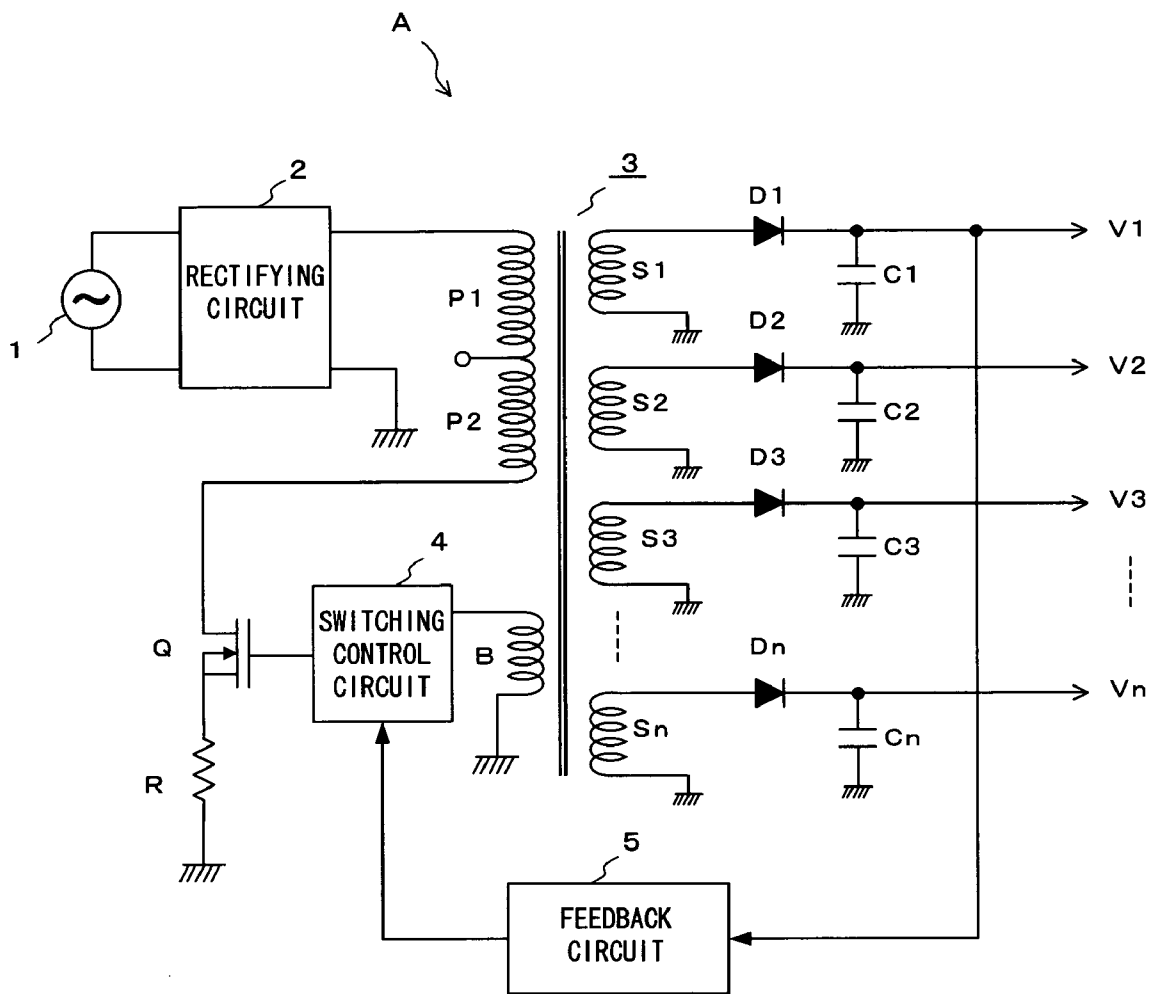 A
2
3
D1
V1
RECTIFYING
CIRCUIT
P1
S1
C1
1
D2
V2
P2
S2
C2
D3
V3
S3
C3
4
SWITCHING
CONTROL
CIRCUIT
Q
B
Dn
Vn
Sn
Cn
R
5
FEEDBACK
CIRCUIT